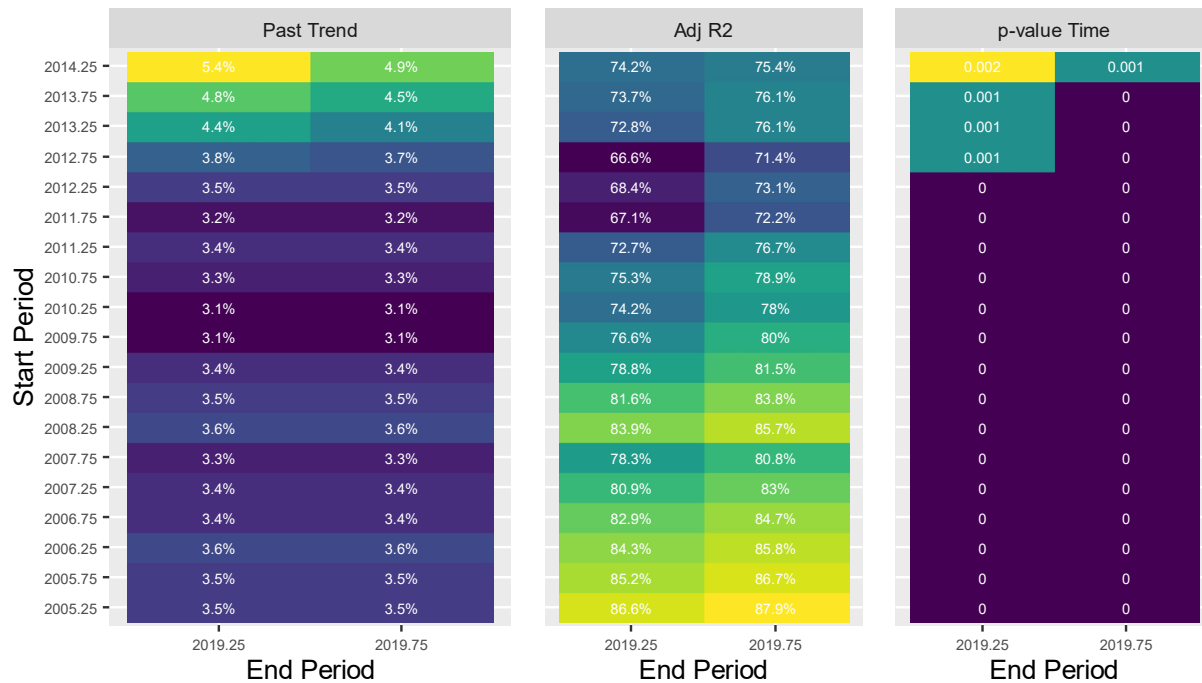 Past Trend Adj R2 p-value Time
2014.25 5.4% 4.9% 74.2% 75.4% 0.002 0.001
2013.75 4.8% 4.5% 73.7% 76.1% 0.001 0
2013.25 4.4% 4.1% 72.8% 76.1% 0.001 0
2012.75 3.8% 3.7% 66.6% 71.4% 0.001 0
2012.25 3.5% 3.5% 68.4% 73.1% 0 0
2011.75 3.2% 3.2% 67.1% 72.2% 0 0
2011.25 3.4% 3.4% 72.7% 76.7% 0 0
2010.75 3.3% 3.3% 75.3% 78.9% 0 0
2010.25 3.1% 3.1% 74.2% 78% 0 0
2009.75 3.1% 3.1% 76.6% 80% 0 0
2009.25 3.4% 3.4% 78.8% 81.5% 0 0
2008.75 3.5% 3.5% 81.6% 83.8% 0 0
2008.25 3.6% 3.6% 83.9% 85.7% 0 0
2007.75 3.3% 3.3% 78.3% 80.8% 0 0
2007.25 3.4% 3.4% 80.9% 83% 0 0
2006.75 3.4% 3.4% 82.9% 84.7% 0 0
2006.25 3.6% 3.6% 84.3% 85.8% 0 0
2005.75 3.5% 3.5% 85.2% 86.7% 0 0
2005.25 3.5% 3.5% 86.6% 87.9% 0 0
Start Period
2019.25 2019.75 2019.25 2019.75 2019.25 2019.75
End Period End Period End Period